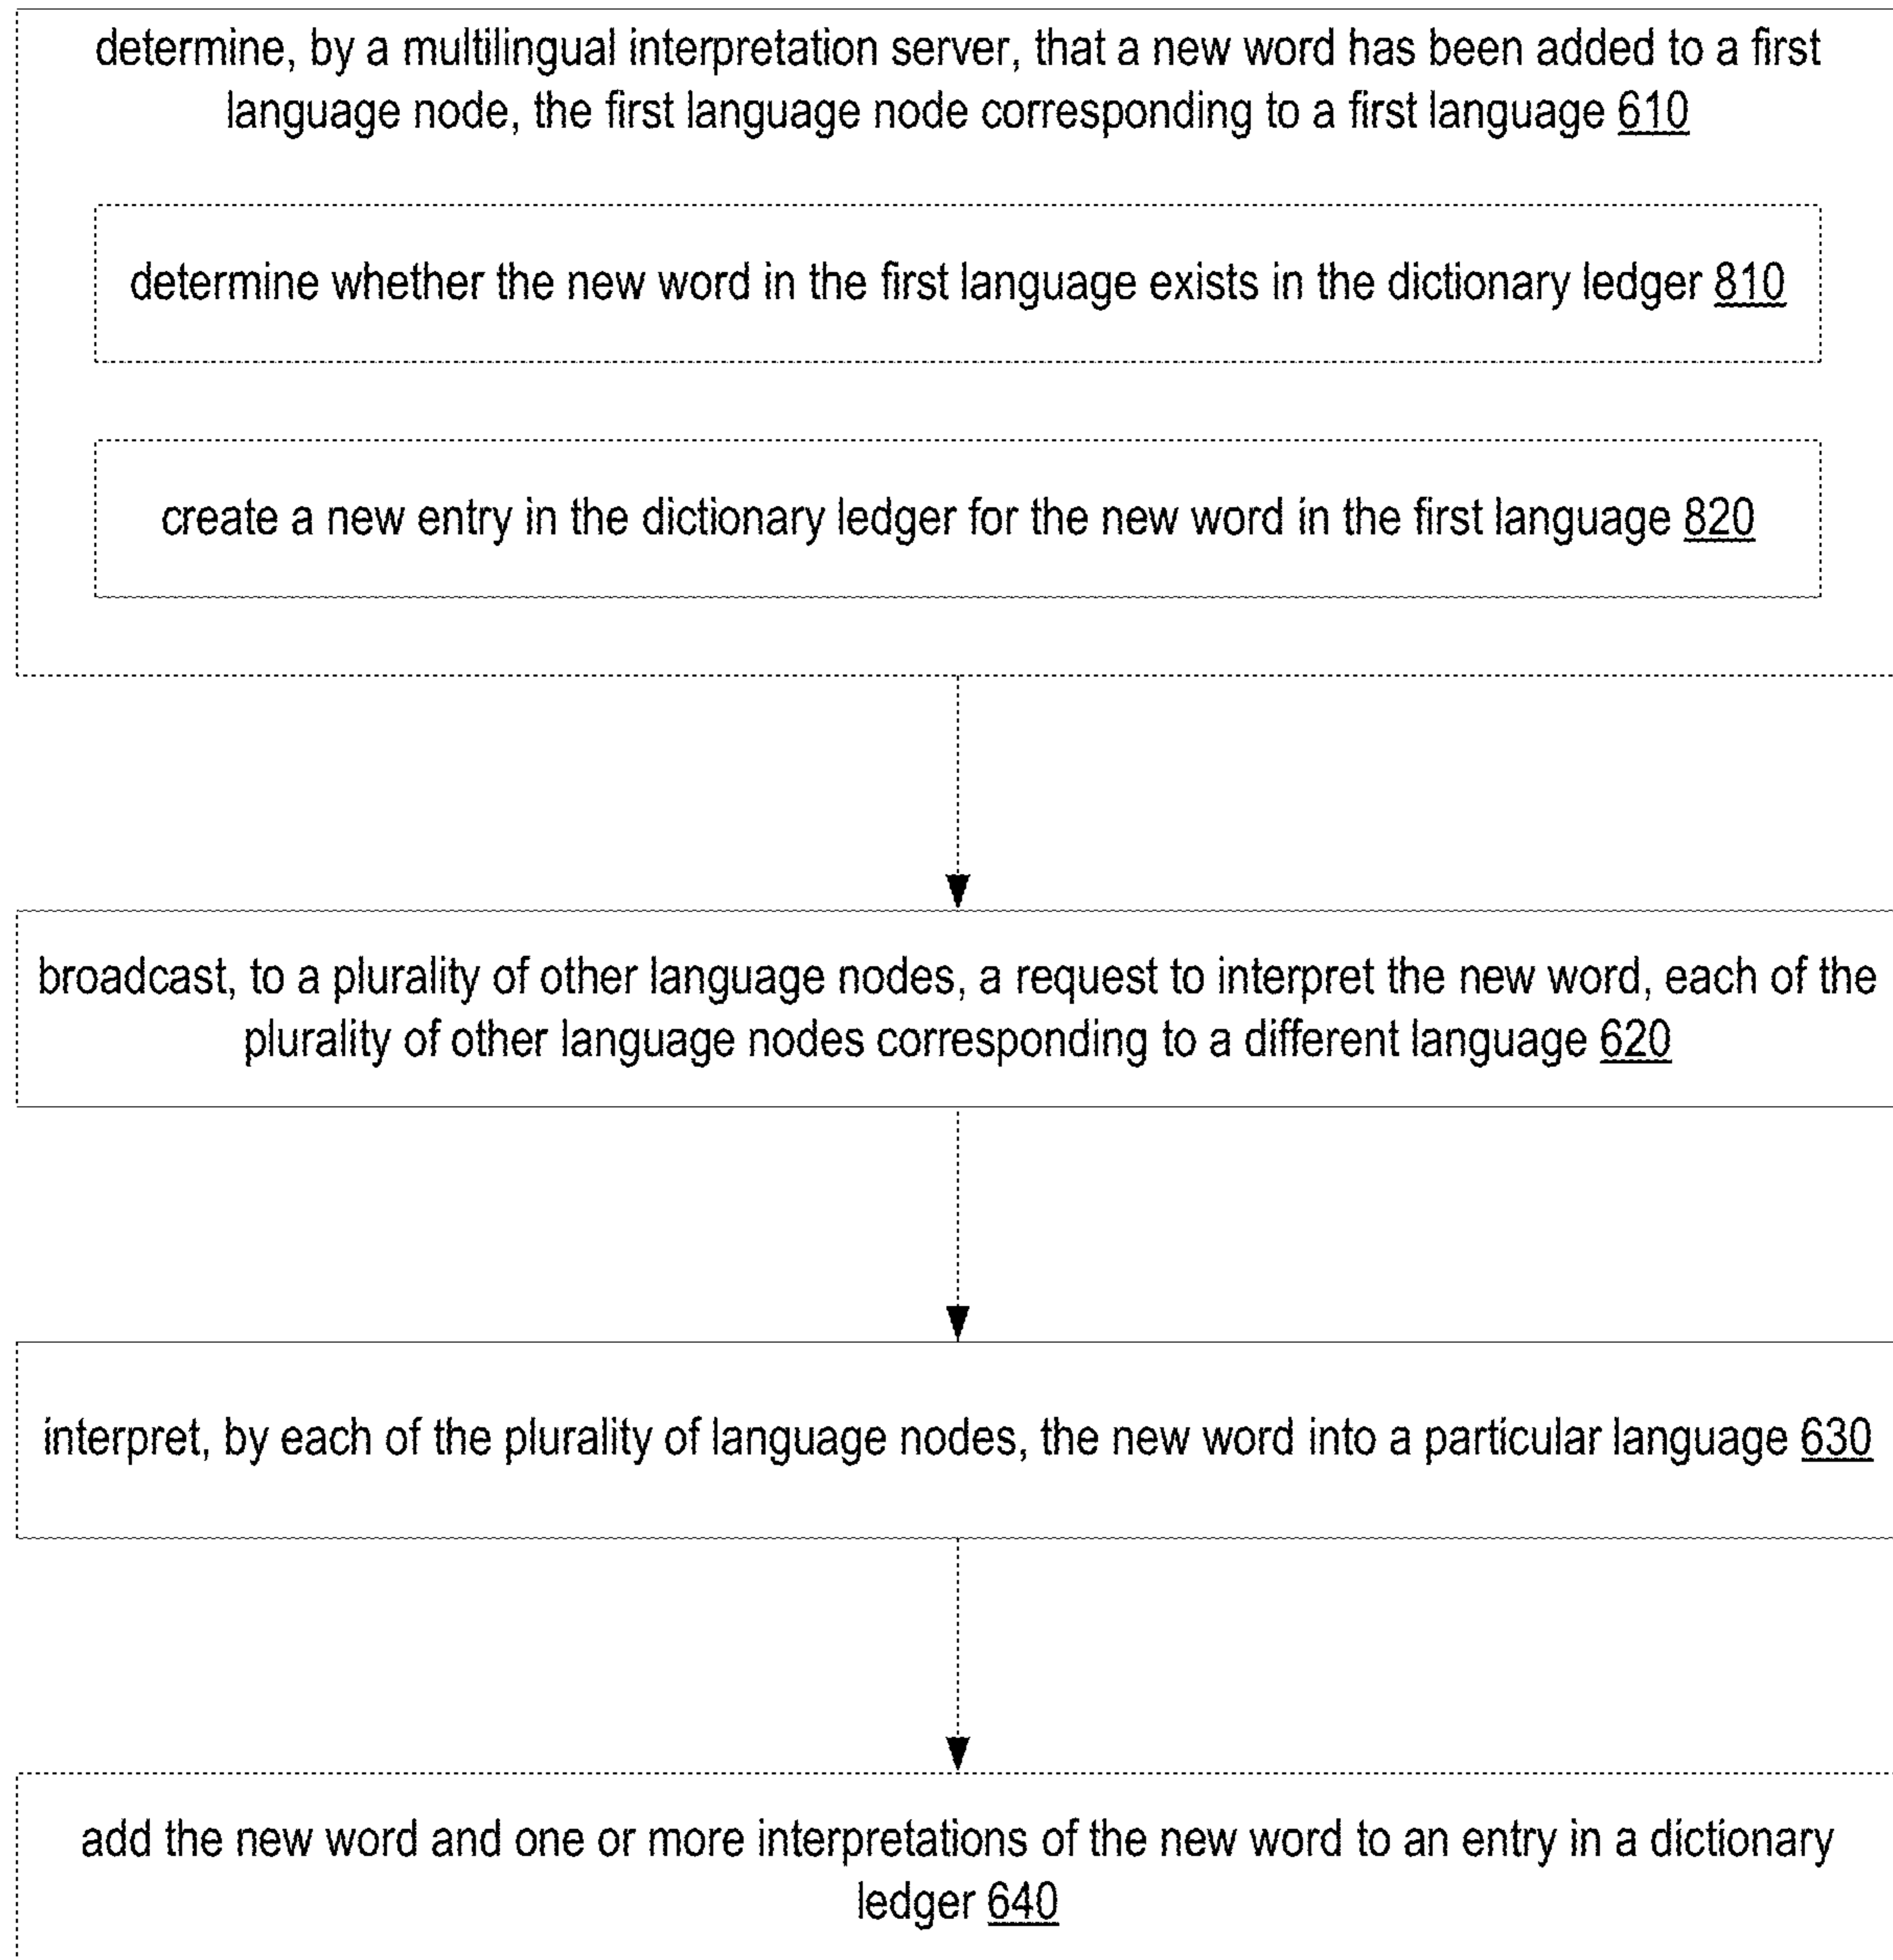 determine, by a multilingual interpretation server, that a new word has been added to a first
language node, the first language node corresponding to a first language 610
determine whether the new word in the first language exists in the dictionary ledger 810
create a new entry in the dictionary ledger for the new word in the first language 820
broadcast, to a plurality of other language nodes, a request to interpret the new word, each of the
plurality of other language nodes corresponding to a different language 620
interpret, by each of the plurality of language nodes, the new word into a particular language 630
add the new word and one or more interpretations of the new word to an entry in a dictionary
ledger 640